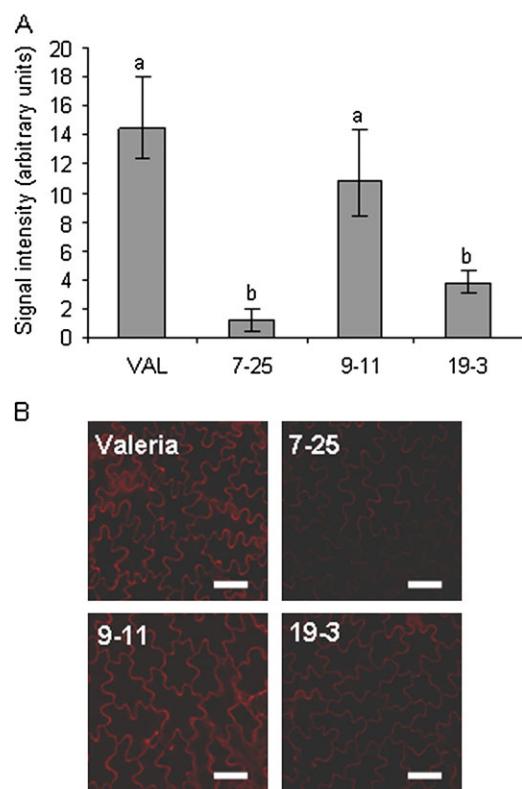 A
Signal intensity (arbitrary units)
20
18
16
14
12
10
8
6
4
2
0
a
b
a
b
VAL 7-25 9-11 19-3
B
Valeria 7-25
9-11 19-3